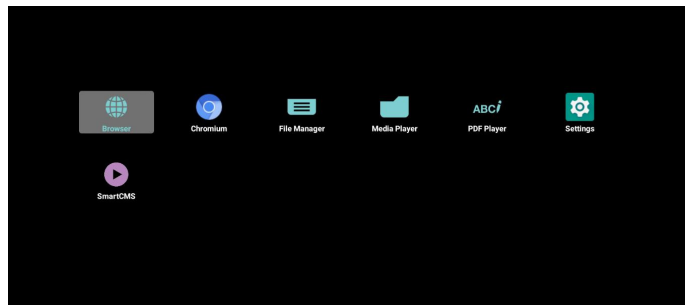 ABCi
Browser
Chromium
File Manager
Media Player
PDF Player
Settings
SmartCMS